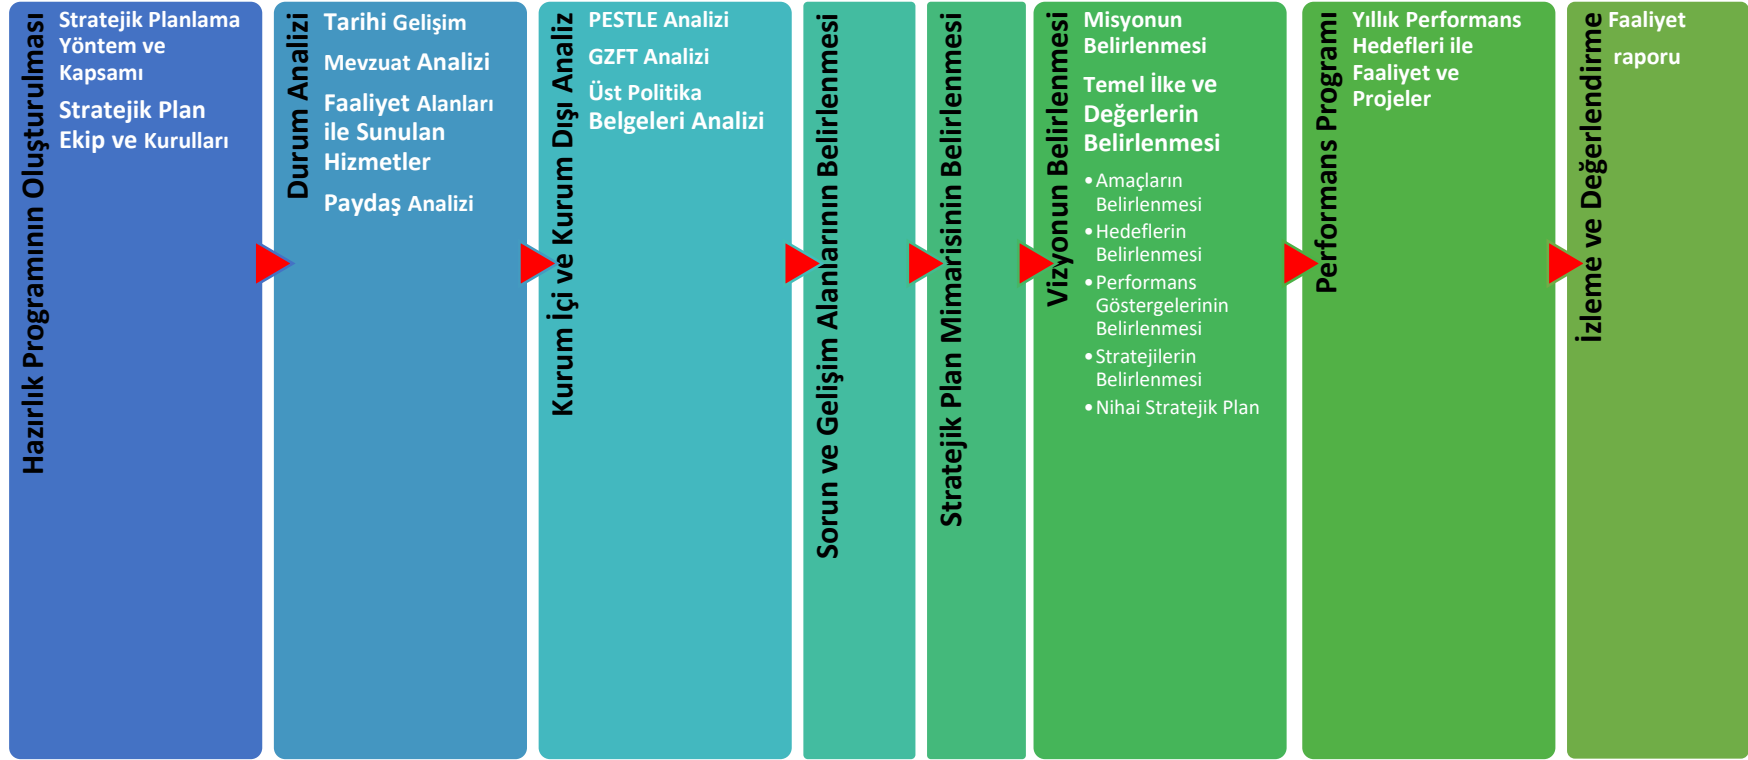 Hazırlık Programının Oluşturulması
Stratejik Planlama
Yöntem ve
Kapsamı
Stratejik Plan
Ekip ve Kurulları
Durum Analizi
Tarihi Gelişim
Mevzuat Analizi
Faaliyet Alanları
ile Sunulan
Hizmetler
Paydaş Analizi
Kurum İçi ve Kurum Dışı Analiz
PESTLE Analizi
GZFT Analizi
Üst Politika
Belgeleri Analizi
Sorun ve Gelişim Alanlarının Belirlenmesi
Stratejik Plan Mimarisinin Belirlenmesi
Vizyonun Belirlenmesi
Misyonun
Belirlenmesi
Temel İlke ve
Değerlerin
Belirlenmesi
•Amaçların
Belirlenmesi
•Hedeflerin
Belirlenmesi
•Performans
Göstergelerinin
Belirlenmesi
•Stratejilerin
Belirlenmesi
•Nihai Stratejik Plan
Performans Programı
Yıllık Performans
Hedefleri ile
Faaliyet ve
Projeler
İzleme ve Değerlendirme
Faaliyet
raporu